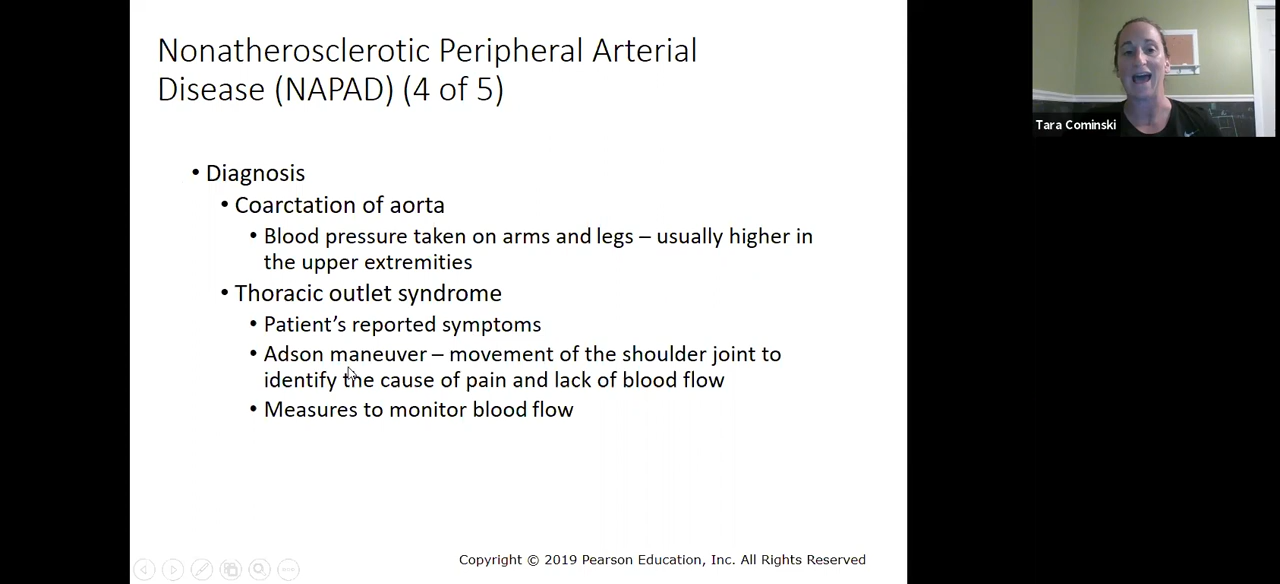 Nonatherosclerotic Peripheral Arterial
Disease (NAPAD) (4 of 5)
• Diagnosis
• Coarctation of aorta
• Blood pressure taken on arms and legs – usually higher in
the upper extremities
• Thoracic outlet syndrome
• Patient’s reported symptoms
• Adson maneuver – movement of the shoulder joint to
identify the cause of pain and lack of blood flow
• Measures to monitor blood flow
Copyright © 2019 Pearson Education, Inc. All Rights Reserved
Tara Cominski